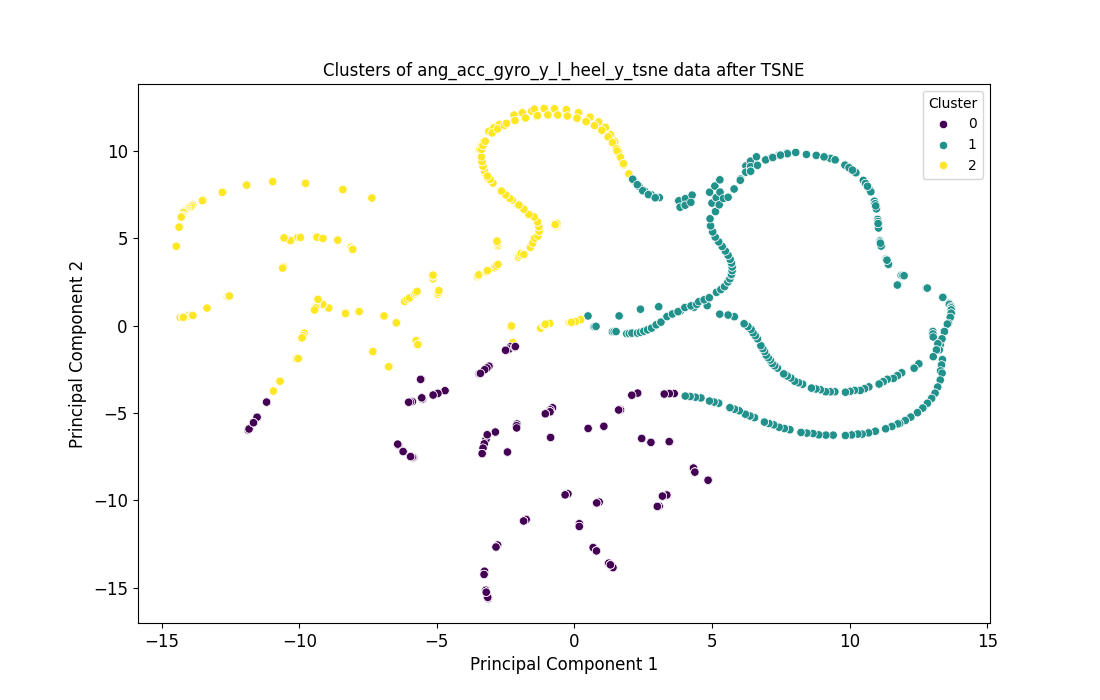 Clusters of ang_acc_gyro_y_l_heel_y_tsne data after TSNE
Cluster
0
1
2
10
5
0
−5
−10
−15
Principal Component 2
−15 −10 −5 0 5 10 15
Principal Component 1